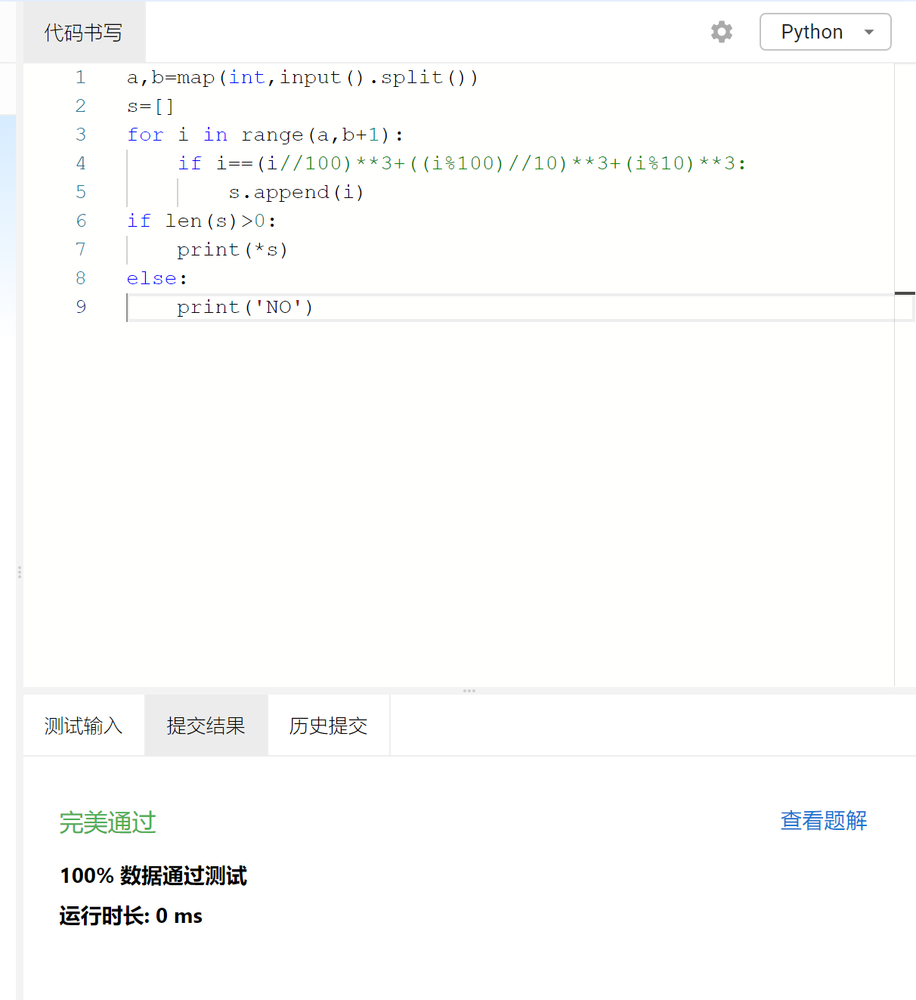 代码书写
Python
1 a,b=map(int,input().split())
2 s=[]
3 for i in range(a,b+1):
4     if i==(i//100)**3+((i%100)//10)**3+(i%10)**3:
5         s.append(i)
6 if len(s)>0:
7     print(*s)
8 else:
9     print('NO')
测试输入 提交结果 历史提交
完美通过 查看题解
100% 数据通过测试
运行时长: 0 ms